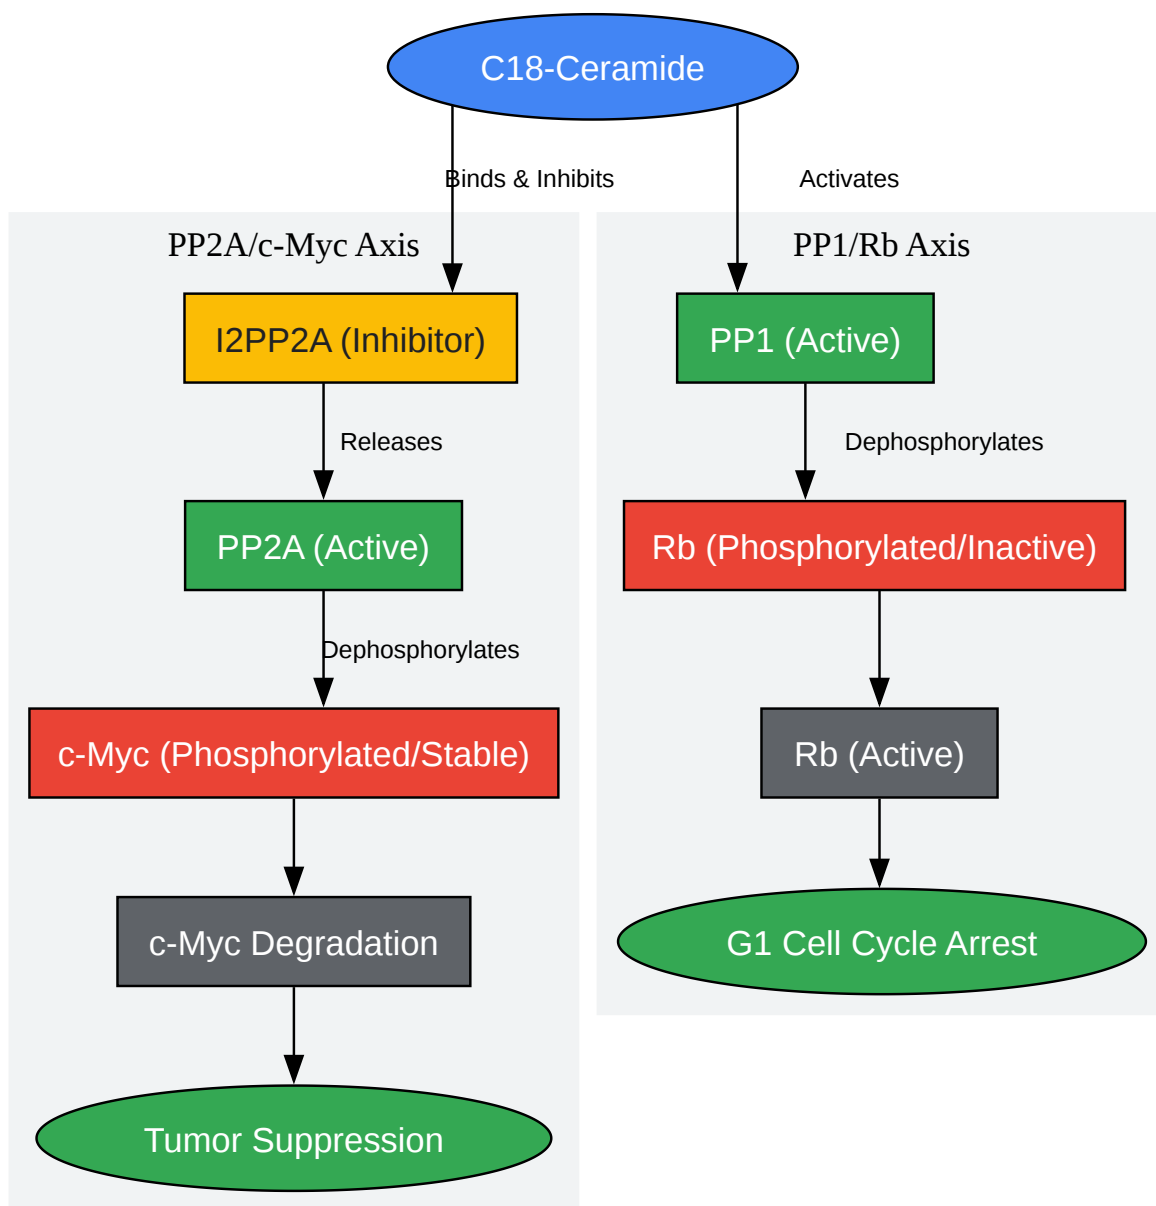 C18-Ceramide
Binds & Inhibits
Activates
PP2A/c-Myc Axis
PP1/Rb Axis
I2PP2A (Inhibitor)
PP1 (Active)
Releases
Dephosphorylates
PP2A (Active)
Rb (Phosphorylated/Inactive)
Dephosphorylates
c-Myc (Phosphorylated/Stable)
Rb (Active)
c-Myc Degradation
G1 Cell Cycle Arrest
Tumor Suppression